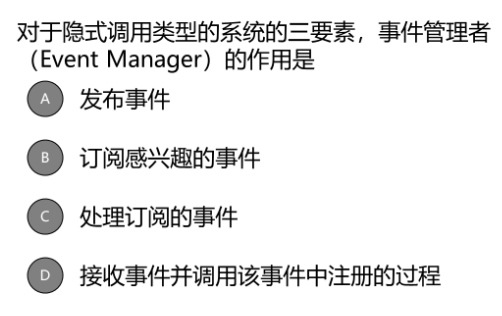 对于隐式调用类型的系统的三要素，事件管理者
（Event Manager）的作用是
A 发布事件
B 订阅感兴趣的事件
C 处理订阅的事件
D 接收事件并调用该事件中注册的过程